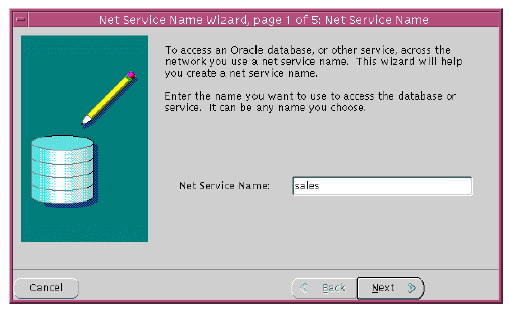 Net Service Name Wizard, page 1 of 5: Net Service Name
To access an Oracle database, or other service, across the
network you use a net service name. This wizard will help
you create a net service name.
Enter the name you want to use to access the database or
service. It can be any name you choose.
Net Service Name: sales
Cancel Back Next